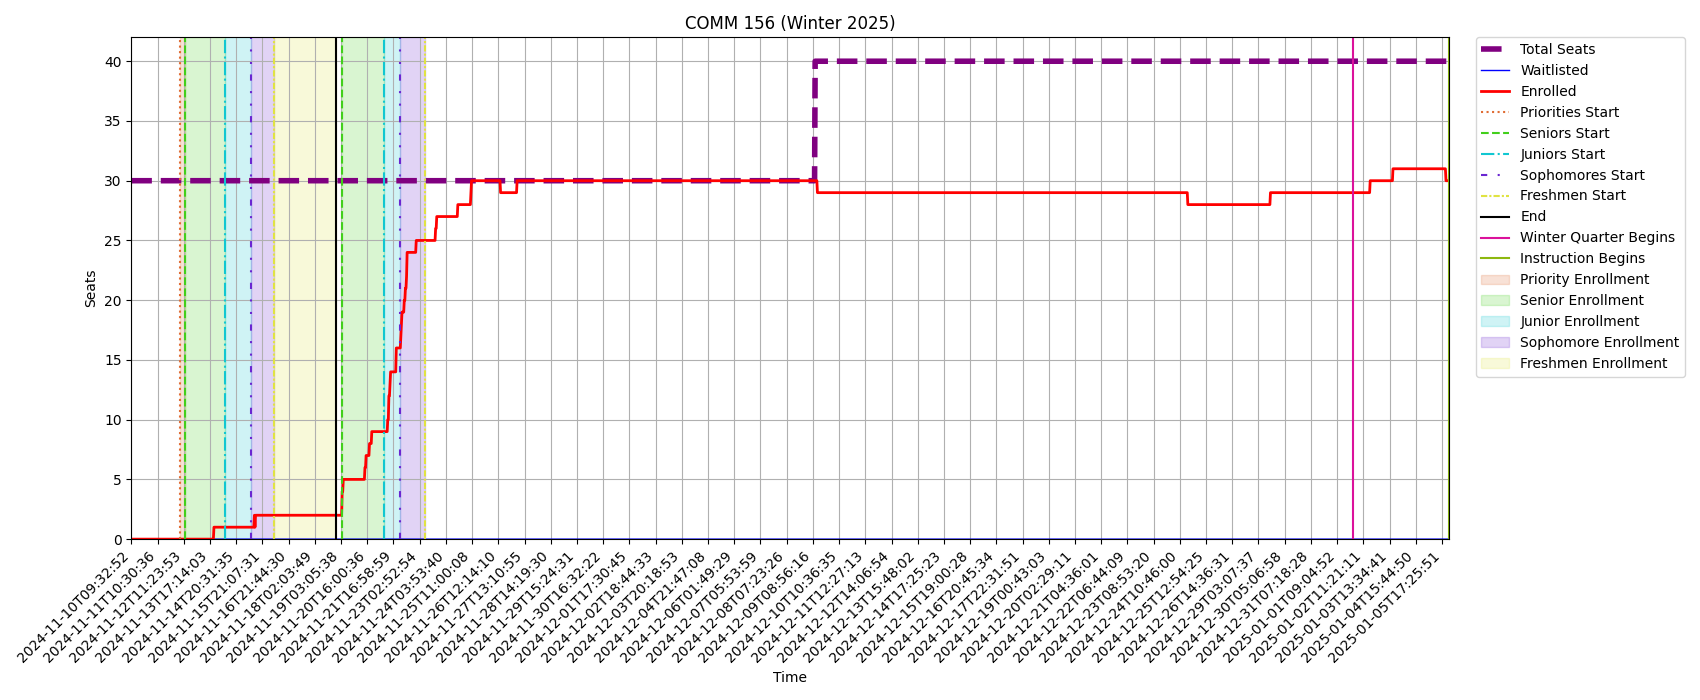 COMM 156 (Winter 2025)
40
35
30
25
20
15
10
5
0
Seats
2024-11-10T09:32:52
2024-11-11T10:30:36
2024-11-12T11:23:53
2024-11-13T17:14:03
2024-11-14T20:31:35
2024-11-15T21:07:31
2024-11-16T21:44:30
2024-11-18T02:03:49
2024-11-19T03:05:38
2024-11-20T16:00:36
2024-11-21T16:58:59
2024-11-23T02:52:54
2024-11-24T03:53:40
2024-11-25T11:00:08
2024-11-26T12:14:10
2024-11-27T13:10:55
2024-11-28T14:19:30
2024-11-29T15:24:31
2024-11-30T16:32:22
2024-12-01T17:30:45
2024-12-02T18:44:33
2024-12-03T20:18:53
2024-12-04T21:47:08
2024-12-06T01:49:29
2024-12-07T05:53:59
2024-12-08T07:23:26
2024-12-09T08:56:16
2024-12-10T10:36:35
2024-12-11T12:27:13
2024-12-12T14:06:54
2024-12-13T15:48:02
2024-12-14T17:25:23
2024-12-15T19:00:28
2024-12-16T20:45:34
2024-12-17T22:31:51
2024-12-19T00:43:03
2024-12-20T02:29:11
2024-12-21T04:36:01
2024-12-22T06:44:09
2024-12-23T08:53:20
2024-12-24T10:46:00
2024-12-25T12:54:25
2024-12-26T14:36:31
2024-12-29T03:07:37
2024-12-30T05:06:58
2024-12-31T07:18:28
2025-01-01T09:04:52
2025-01-02T11:21:11
2025-01-03T13:34:41
2025-01-04T15:44:50
2025-01-05T17:25:51
Time
Total Seats
Waitlisted
Enrolled
Priorities Start
Seniors Start
Juniors Start
Sophomores Start
Freshmen Start
End
Winter Quarter Begins
Instruction Begins
Priority Enrollment
Senior Enrollment
Junior Enrollment
Sophomore Enrollment
Freshmen Enrollment